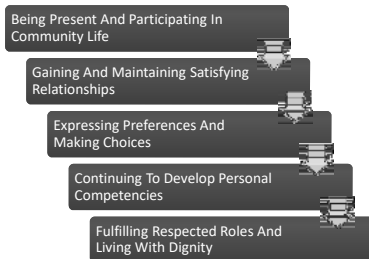 Being Present And Participating In
Community Life
Gaining And Maintaining Satisfying
Relationships
Expressing Preferences And
Making Choices
Continuing To Develop Personal
Competencies
Fulfilling Respected Roles And
Living With Dignity